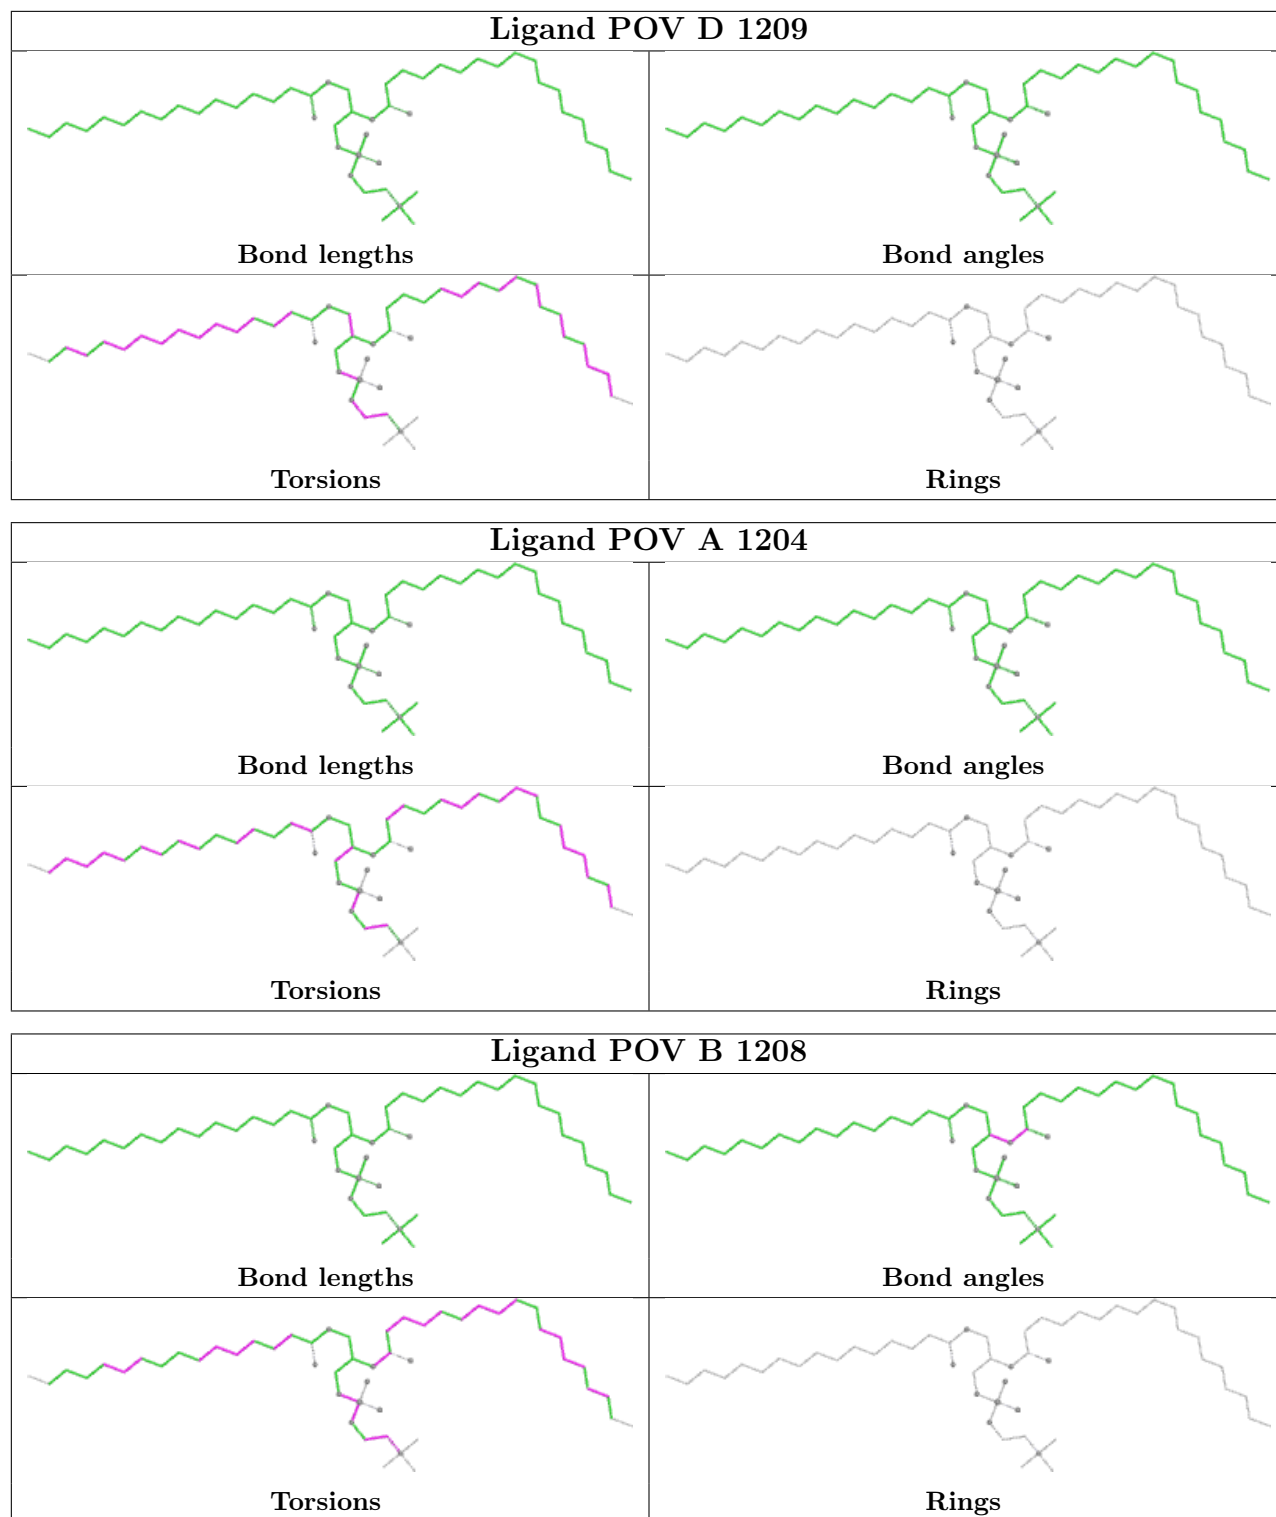 Ligand POV D 1209
Bond lengths
Bond angles
Torsions
Rings
Ligand POV A 1204
Bond lengths
Bond angles
Torsions
Rings
Ligand POV B 1208
Bond lengths
Bond angles
Torsions
Rings